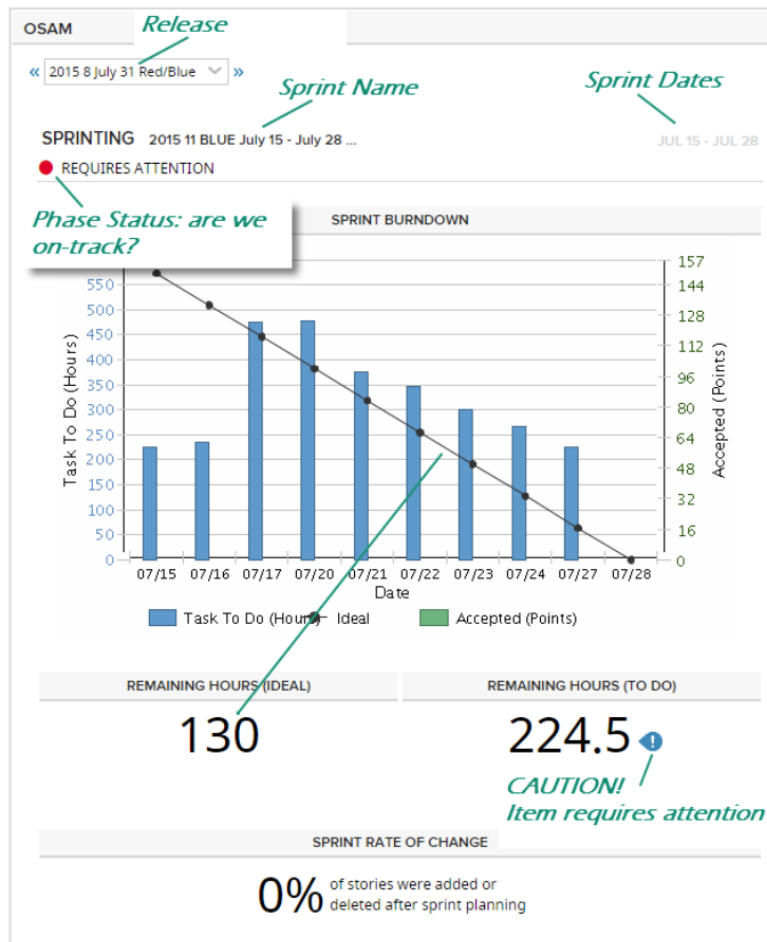 OSAM
Release
« 2015 8 July 31 Red/Blue »
Sprint Name
Sprint Dates
SPRINTING 2015 11 BLUE July 15 - July 28 ...
JUL 15 - JUL 28
REQUIRES ATTENTION
Phase Status: are we
on-track?
SPRINT BURNDOWN
Task To Do (Hours)
550
500
450
400
350
300
250
200
150
100
50
0
157
144
128
112
96
80
64
48
32
16
0
Accepted (Points)
07/15 07/16 07/17 07/20 07/21 07/22 07/23 07/24 07/27 07/28
Date
Task To Do (Hours) Ideal Accepted (Points)
REMAINING HOURS (IDEAL)
130
REMAINING HOURS (TO DO)
224.5 !
CAUTION!
Item requires attention
SPRINT RATE OF CHANGE
0% of stories were added or
deleted after sprint planning